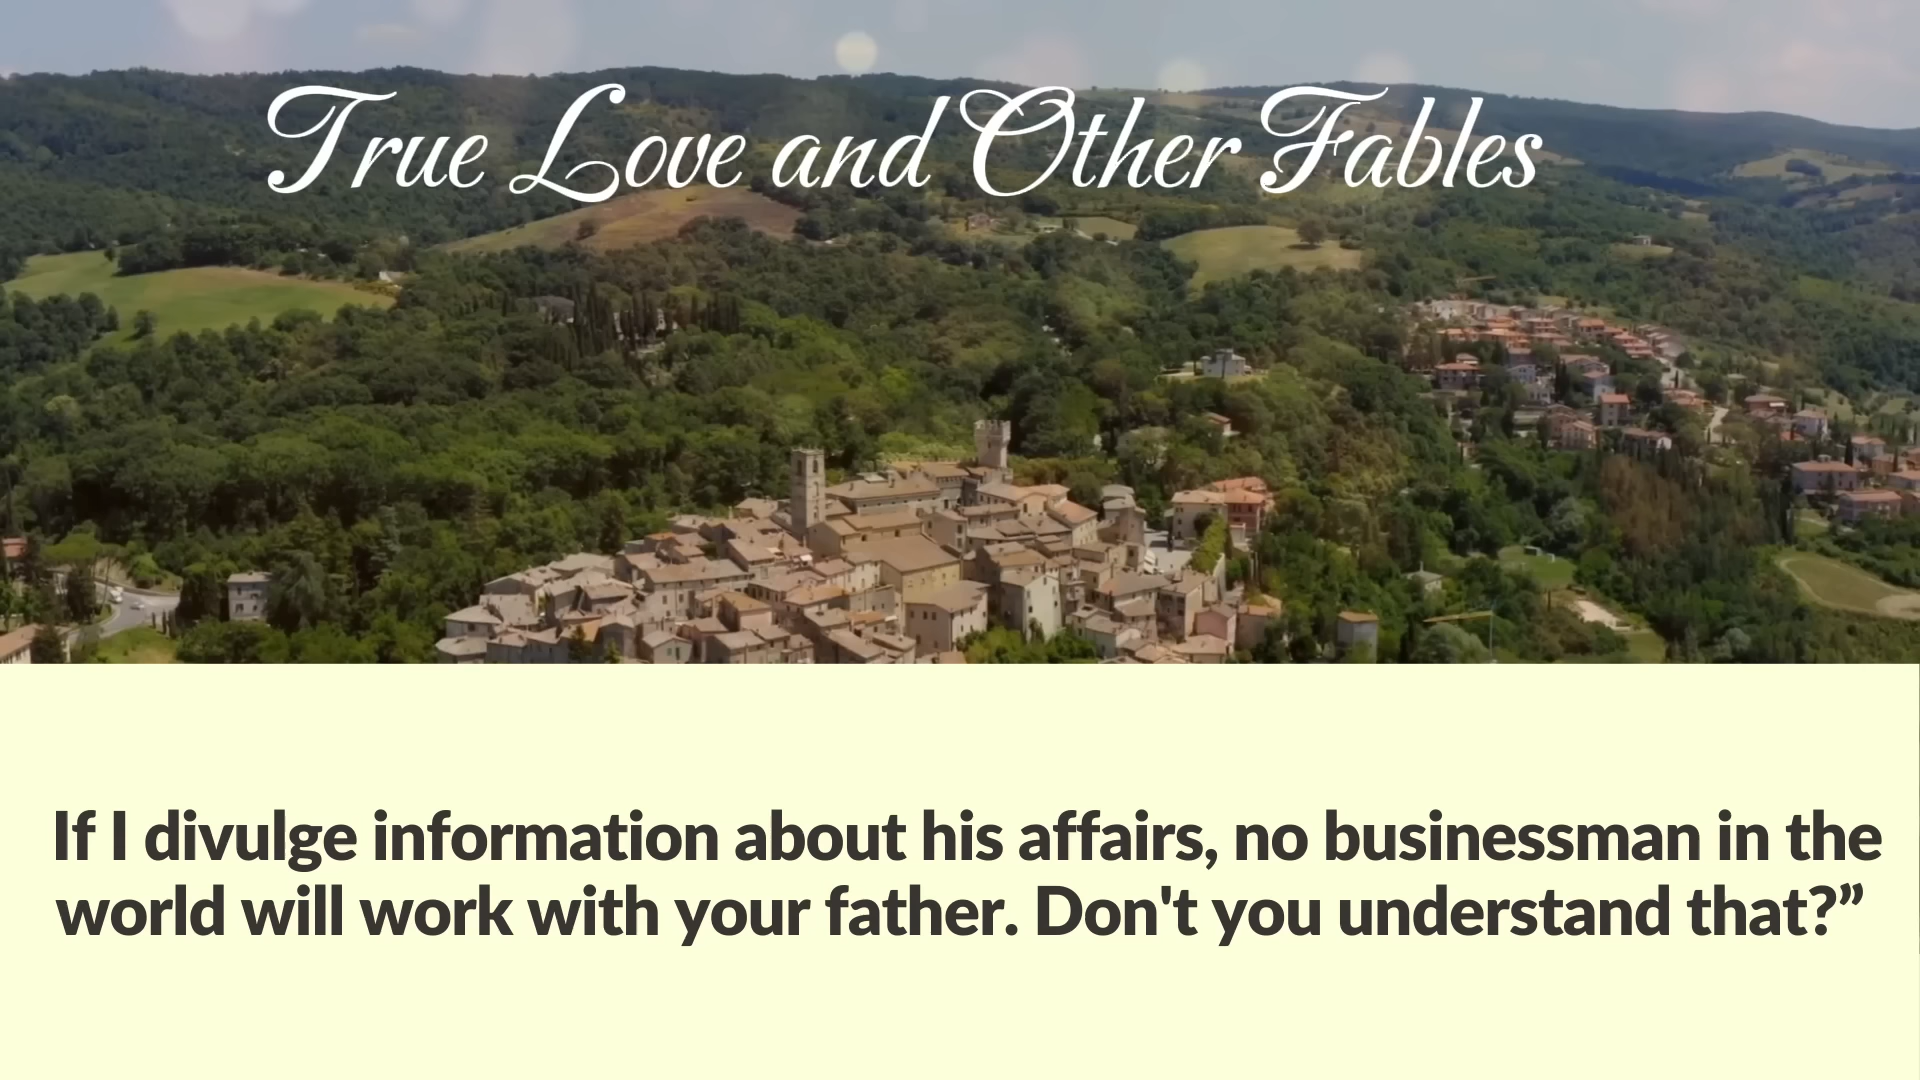 True Love and Other Fables
If I divulge information about his affairs, no businessman in the
world will work with your father. Don't you understand that?”